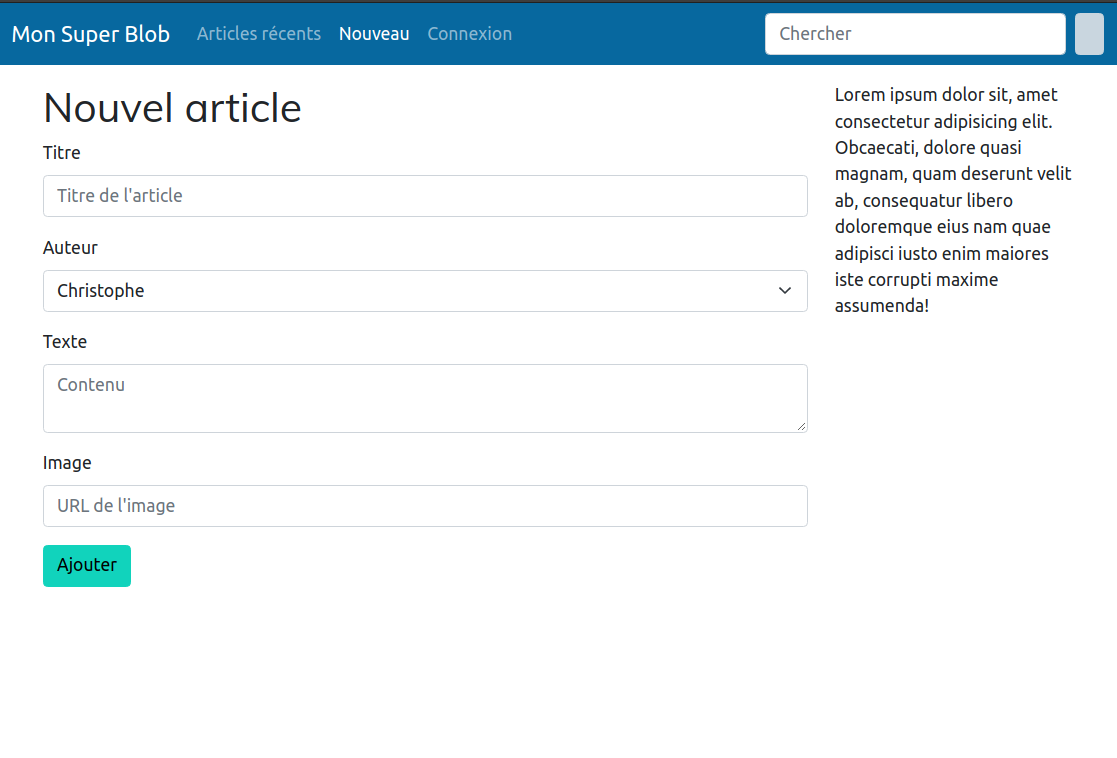 Mon Super Blob Articles récents Nouveau Connexion Chercher
Nouvel article
Titre
Titre de l'article
Auteur
Christophe
Texte
Contenu
Image
URL de l'image
Ajouter
Lorem ipsum dolor sit, amet
consectetur adipisicing elit.
Obcaecati, dolore quasi
magnam, quam deserunt velit
ab, consequatur libero
doloremque eius nam quae
adipisci iusto enim maiores
iste corrupti maxime
assumenda!